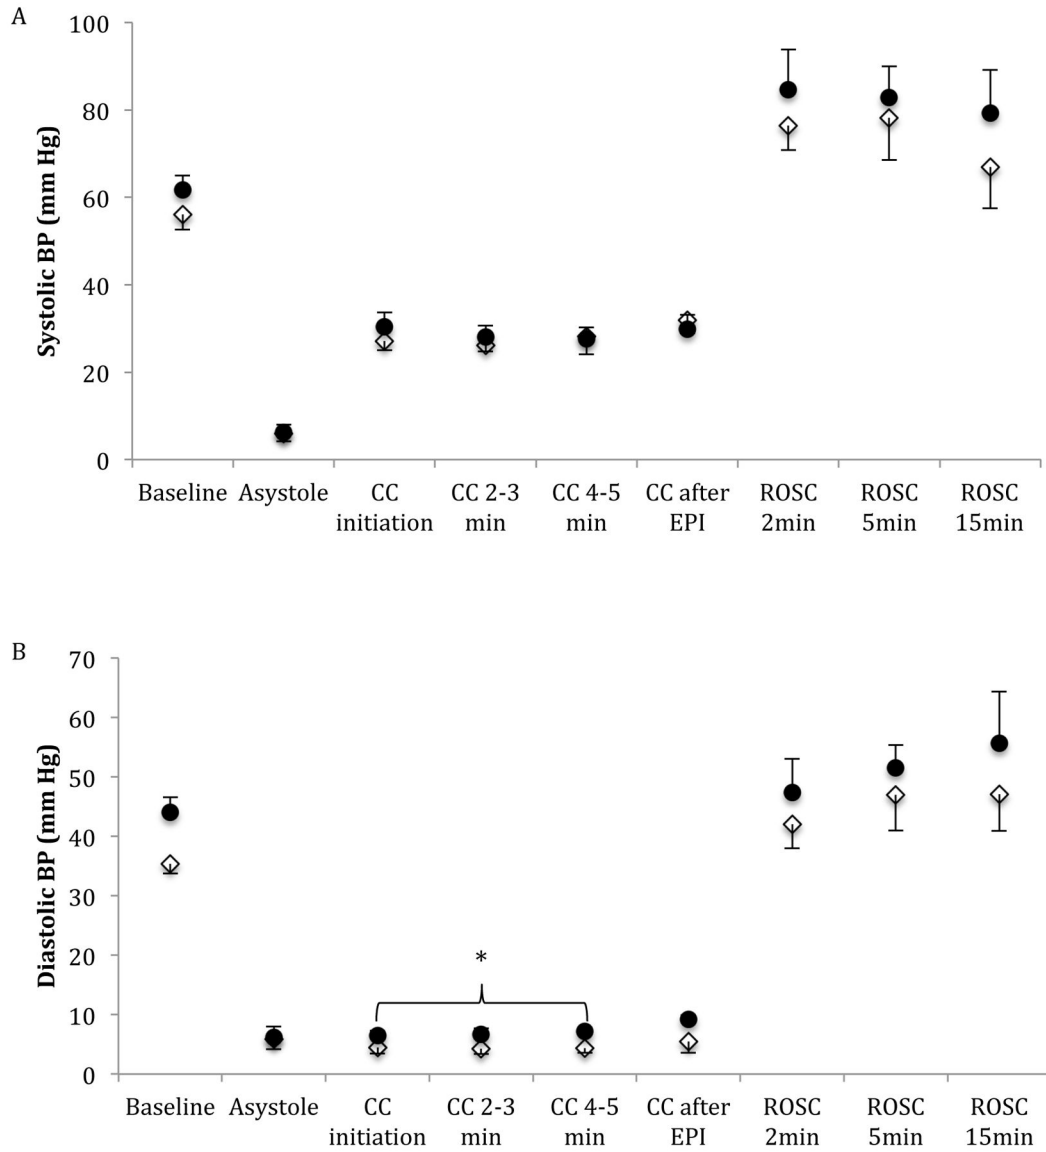 A
Systolic BP (mm Hg)
100
80
60
40
20
0
Baseline Asystole CC CC 2-3 CC 4-5 CC after ROSC ROSC ROSC
initiation min min EPI 2min 5min 15min
B
Diastolic BP (mm Hg)
70
60
50
40
30
20
10
0
*
Baseline Asystole CC CC 2-3 CC 4-5 CC after ROSC ROSC ROSC
initiation min min EPI 2min 5min 15min